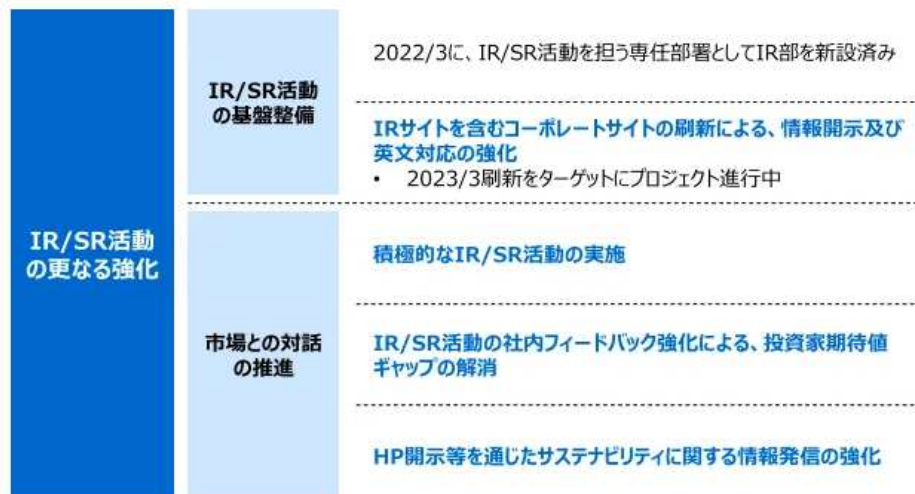 IR/SR活動
の更なる強化
IR/SR活動
の基盤整備
2022/3に、IR/SR活動を担う専任部署としてIR部を新設済み
IRサイトを含むコーポレートサイトの刷新による、情報開示及び
英文対応の強化
• 2023/3刷新をターゲットにプロジェクト進行中
市場との対話
の推進
積極的なIR/SR活動の実施
IR/SR活動の社内フィードバック強化による、投資家期待値
ギャップの解消
HP開示等を通じたサステナビリティに関する情報発信の強化